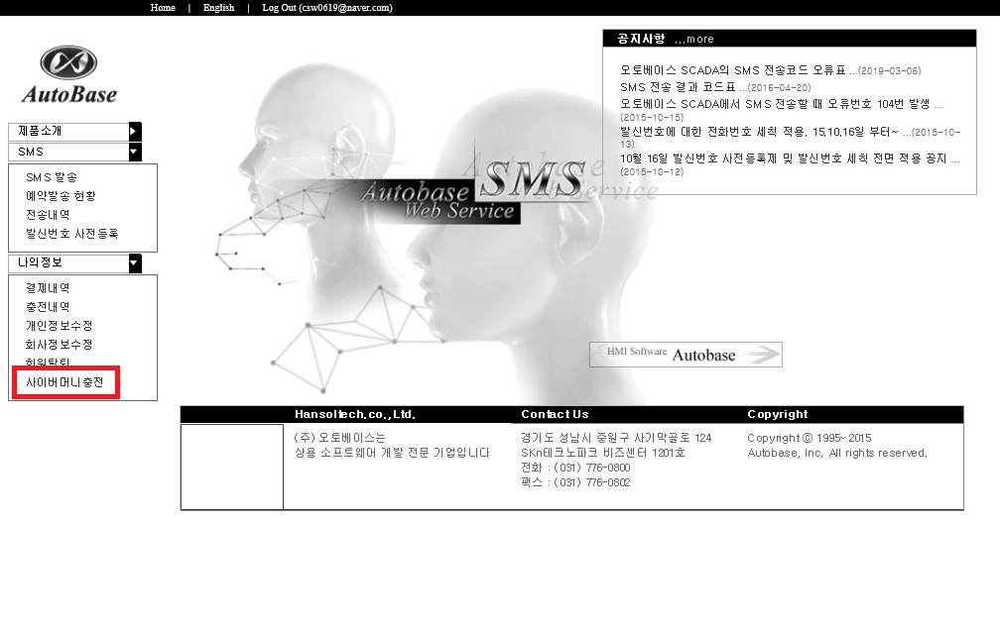 Home | English | Log Out (csw0619@naver.com)
AutoBase
제품소개
SMS
SMS 발송
예약발송 현황
전송내역
발신번호 사전등록
나의정보
결제내역
충전내역
개인정보수정
회사정보수정
회원탈퇴
사이버머니충전
공지사항 ...more
오토베이스 SCADA의 SMS 전송코드 오류표 ...(2019-03-06)
SMS 전송 결과 코드표 ...(2016-04-20)
오토베이스 SCADA에서 SMS 전송할 때 오류번호 104번 발생 ...
(2015-10-15)
발신번호에 대한 전화번호 세칙 적용, 15,10,16일 부터~ ...(2015-10-
13)
10월 16일 발신번호 사전등록제 및 발신번호 세칙 전면 적용 공지 ...
(2015-10-12)
Autobase SMS
Web Service
HMI Software Autobase
Hansoltech,co.,Ltd.
(주) 오토베이스는
상용 소프트웨어 개발 전문 기업입니다
Contact Us
경기도 성남시 중원구 사기막골로 124
SKn테크노파크 비즈센터 1201호
전화 : (031) 776-0800
팩스 : (031) 776-0802
Copyright
Copyright ⓒ 1995~ 2015
Autobase, Inc. All rights reserved.